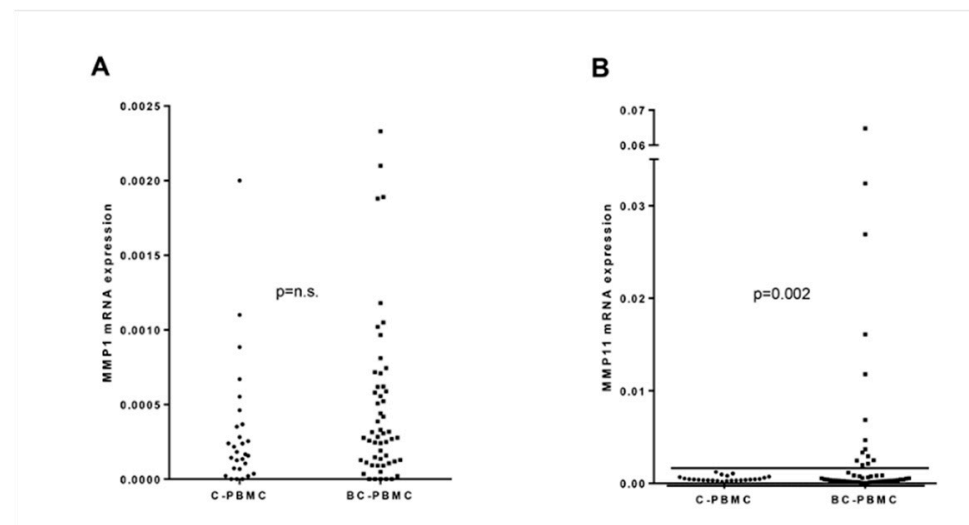 A
B
MMP1 mRNA expression
0.0025
0.0020
0.0015
0.0010
0.0005
0.0000
p=n.s.
C-PBMC
BC-PBMC
MMP11 mRNA expression
0.07
0.06
0.03
0.02
0.01
0.00
p=0.002
C-PBMC
BC-PBMC